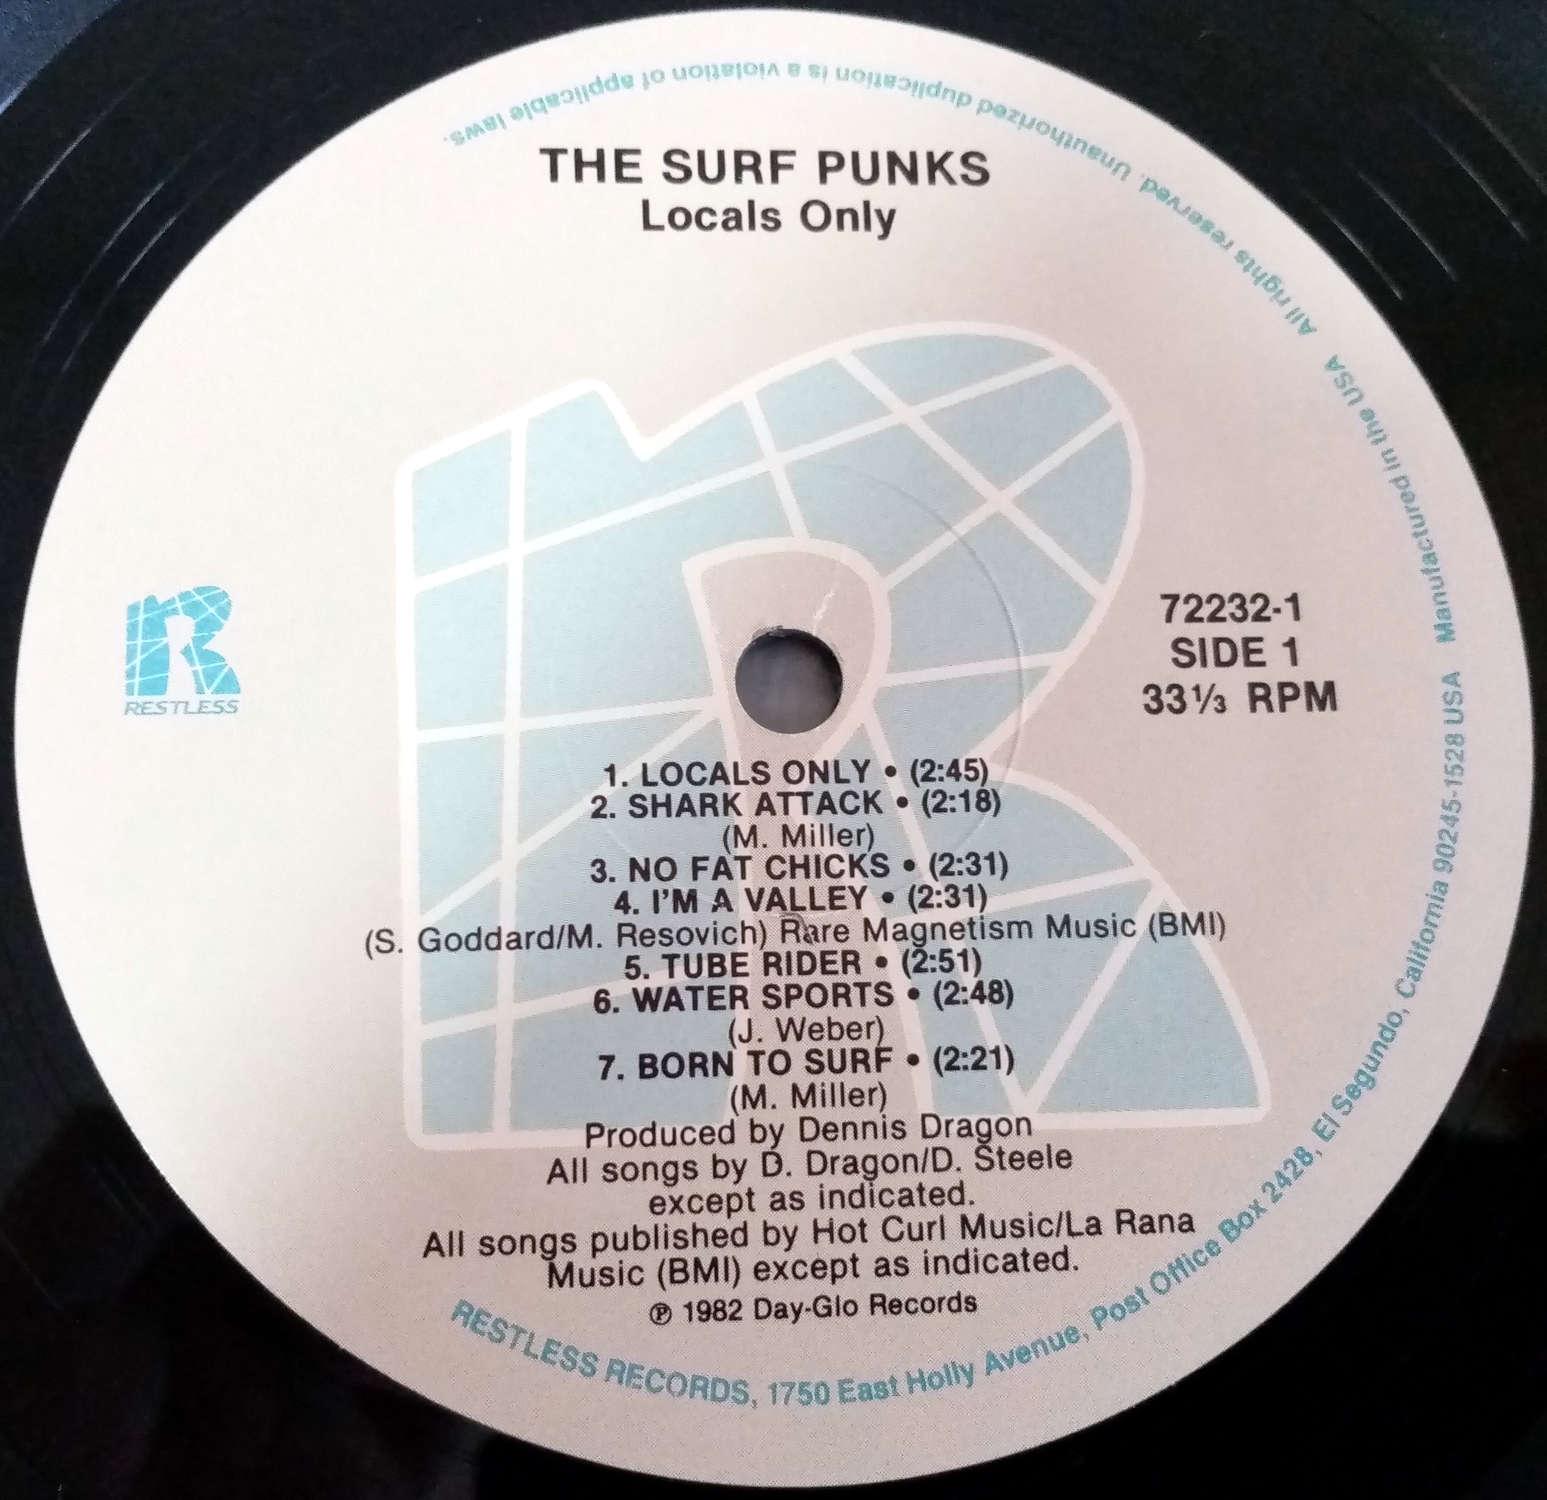 THE SURF PUNKS
Locals Only
RESTLESS
72232-1
SIDE 1
33⅓ RPM
1. LOCALS ONLY • (2:45)
2. SHARK ATTACK • (2:18)
(M. Miller)
3. NO FAT CHICKS • (2:31)
4. I'M A VALLEY • (2:31)
(S. Goddard/M. Resovich) Rare Magnetism Music (BMI)
5. TUBE RIDER • (2:51)
6. WATER SPORTS • (2:48)
(J. Weber)
7. BORN TO SURF • (2:21)
(M. Miller)
Produced by Dennis Dragon
All songs by D. Dragon/D. Steele
except as indicated.
All songs published by Hot Curl Music/La Rana
Music (BMI) except as indicated.
℗ 1982 Day-Glo Records
RESTLESS RECORDS, 1750 East Holly Avenue, Post Office Box 2428, El Segundo, California 90245-1528 USA Manufactured in the USA All rights reserved. Unauthorized duplication is a violation of applicable laws.